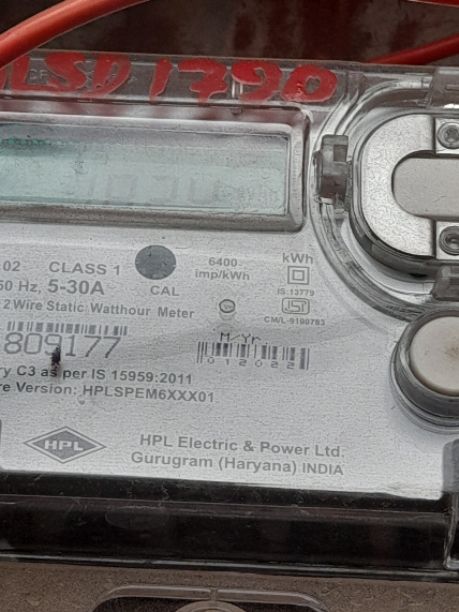 LSD 1790
02 CLASS 1
50 Hz, 5-30A
CAL
6400
imp/kWh
kWh
IS 13779
CM/L-9190783
2 Wire Static Watthour Meter
809177
M/Yr.
012022
ry C3 as per IS 15959:2011
re Version: HPLSPEM6XXX01
HPL
HPL Electric & Power Ltd.
Gurugram (Haryana) INDIA